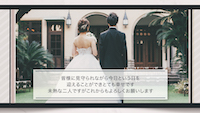 皆様に見守られながら今日という日を
迎えることができとても幸せです
未熟な二人ですがこれからもよろしくお願いします